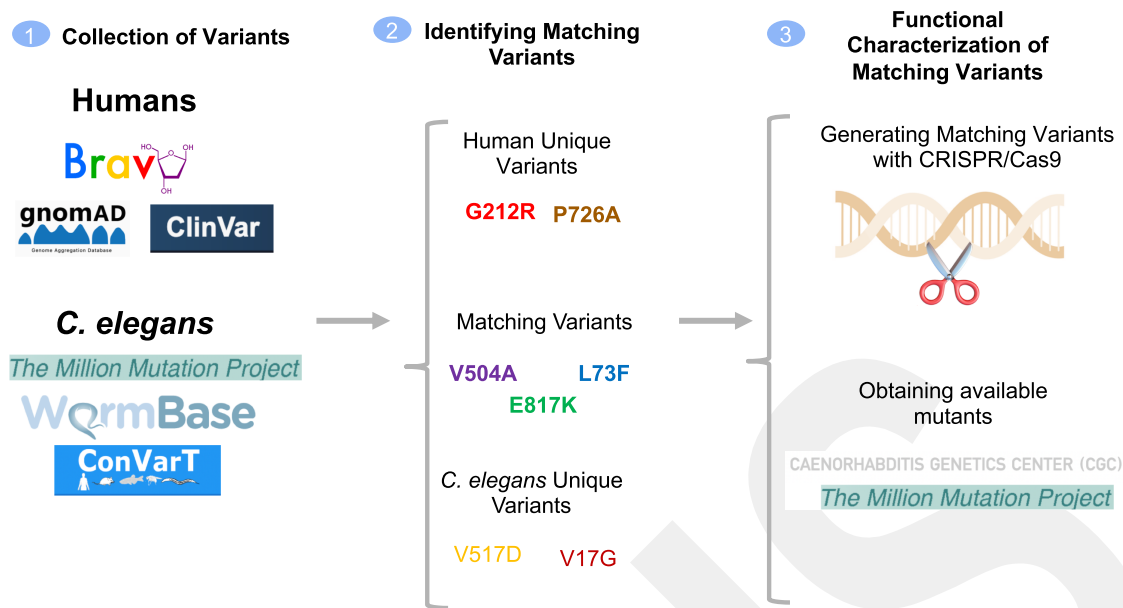 1 Collection of Variants
Humans
Brav
HO
O
OH
OH
gnomAD
Genome Aggregation Database
ClinVar
C. elegans
The Million Mutation Project
WormBase
ConVarT
2 Identifying Matching
Variants
Human Unique
Variants
G212R P726A
Matching Variants
V504A L73F
E817K
C. elegans Unique
Variants
V517D V17G
3 Functional
Characterization of
Matching Variants
Generating Matching Variants
with CRISPR/Cas9
Obtaining available
mutants
CAENORHABDITIS GENETICS CENTER (CGC)
The Million Mutation Project